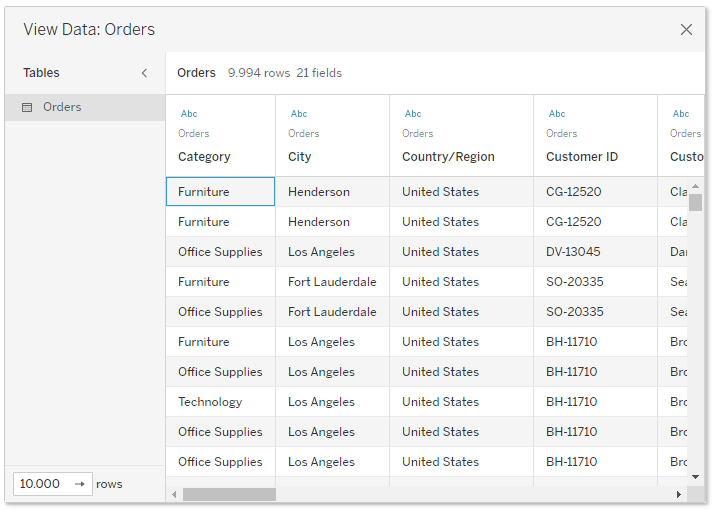 View Data: Orders
Tables
Orders 9.994 rows 21 fields
Orders
Abc Abc Abc Abc Abc
Orders Orders Orders Orders Orders
Category City Country/Region Customer ID Custo
Furniture Henderson United States CG-12520 Cla
Furniture Henderson United States CG-12520 Cla
Office Supplies Los Angeles United States DV-13045 Dar
Furniture Fort Lauderdale United States SO-20335 Sea
Office Supplies Fort Lauderdale United States SO-20335 Sea
Furniture Los Angeles United States BH-11710 Bro
Office Supplies Los Angeles United States BH-11710 Bro
Technology Los Angeles United States BH-11710 Bro
Office Supplies Los Angeles United States BH-11710 Bro
Office Supplies Los Angeles United States BH-11710 Bro
10.000 → rows